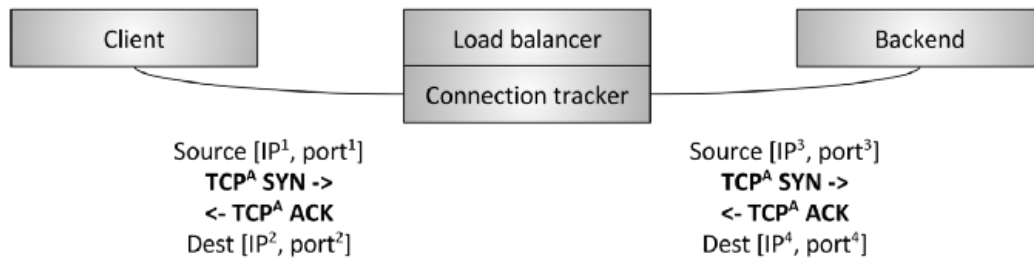 Client
Load balancer
Backend
Connection tracker
Source [IP¹, port¹]
TCPᴬ SYN ->
<- TCPᴬ ACK
Dest [IP², port²]
Source [IP³, port³]
TCPᴬ SYN ->
<- TCPᴬ ACK
Dest [IP⁴, port⁴]